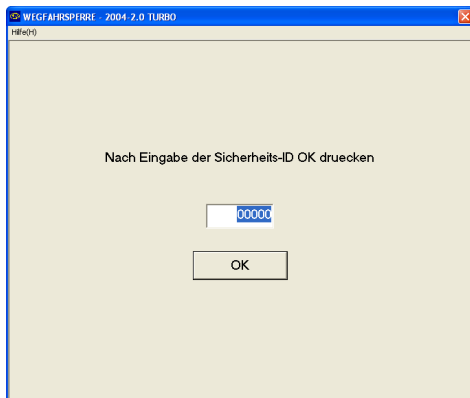 WEGFAHRSPERRE - 2004-2.0 TURBO
Hilfe(H)
Nach Eingabe der Sicherheits-ID OK druecken
00000
OK